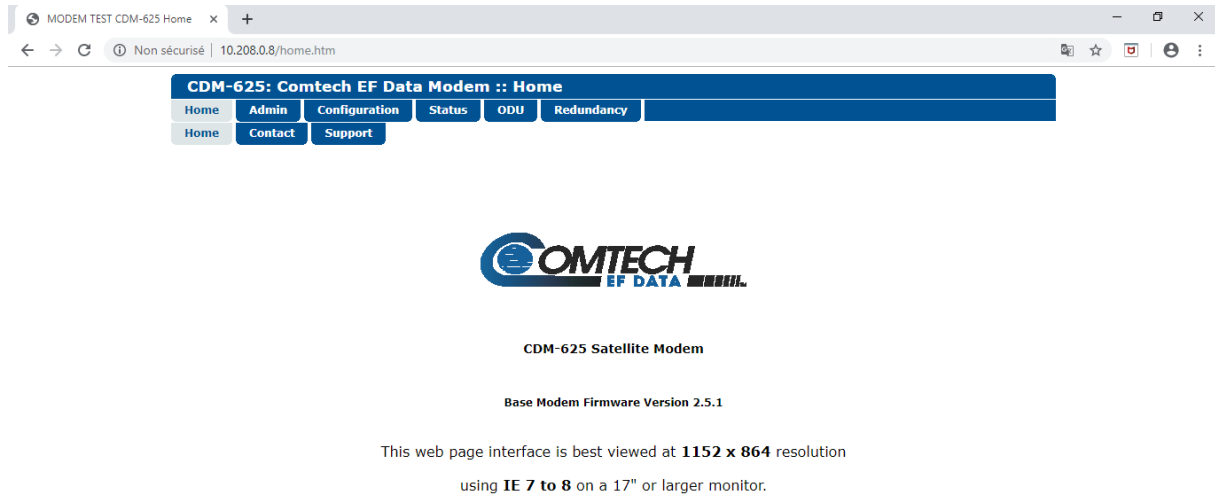 MODEM TEST CDM-625 Home
Non sécurisé | 10.208.0.8/home.htm
CDM-625: Comtech EF Data Modem :: Home
Home Admin Configuration Status ODU Redundancy
Home Contact Support
COMTECH
EF DATA
CDM-625 Satellite Modem
Base Modem Firmware Version 2.5.1
This web page interface is best viewed at 1152 x 864 resolution
using IE 7 to 8 on a 17" or larger monitor.